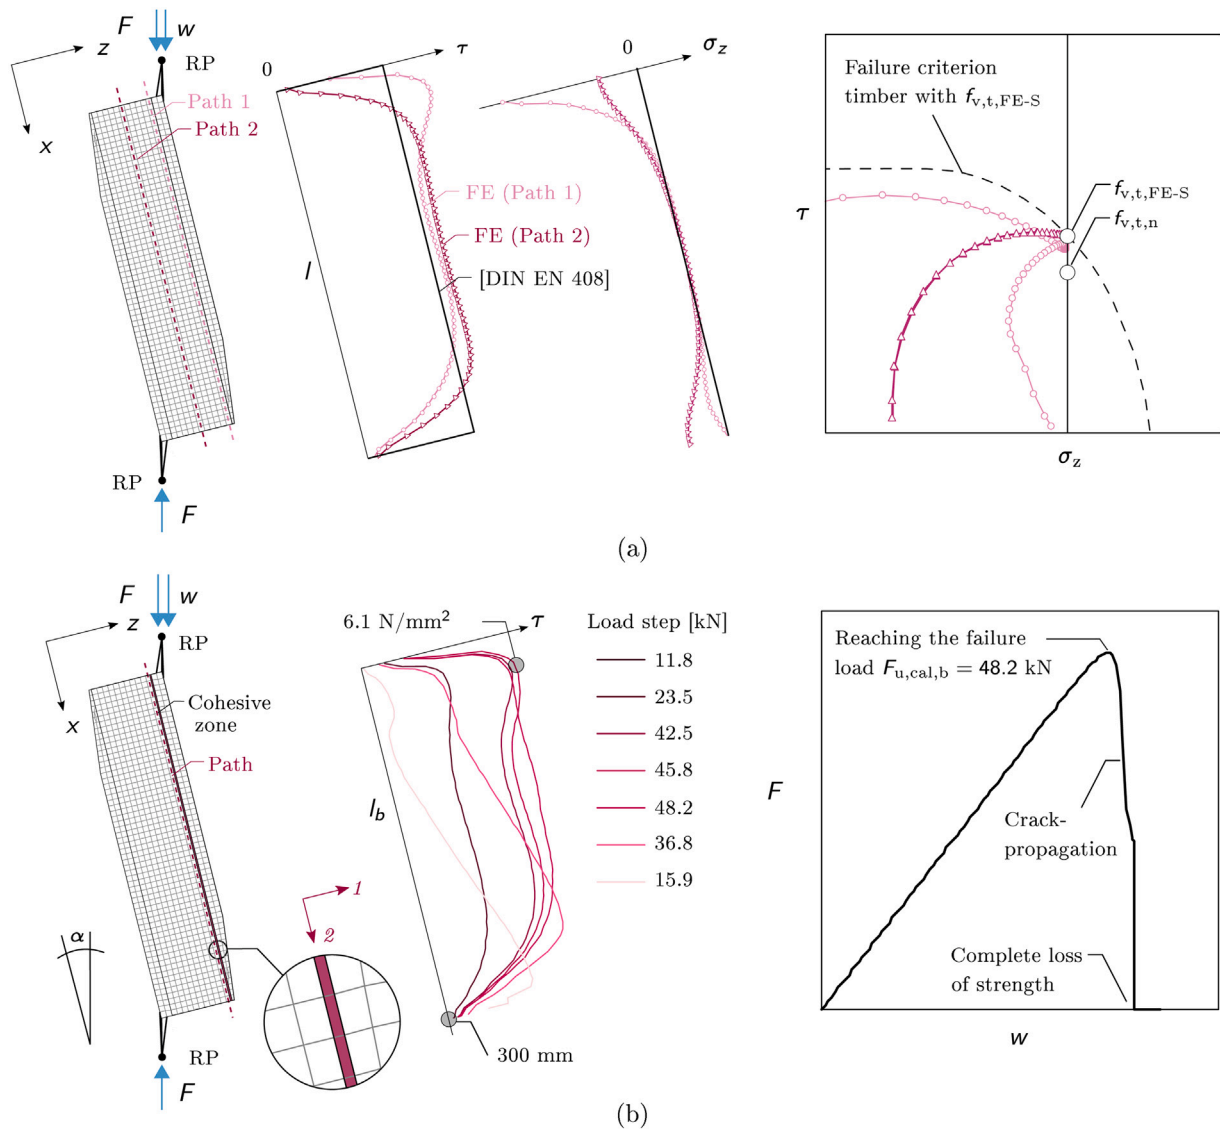 F
w
z
RP
x
Path 1
Path 2
RP
F
0
τ
l
FE (Path 1)
FE (Path 2)
[DIN EN 408]
0
σz
Failure criterion
timber with fv,t,FE-S
τ
fv,t,FE-S
fv,t,n
σz
(a)
F
w
z
RP
x
Cohesive
zone
Path
α
RP
F
1
2
6.1 N/mm²
τ
lb
300 mm
Load step [kN]
11.8
23.5
42.5
45.8
48.2
36.8
15.9
Reaching the failure
load Fu,cal,b = 48.2 kN
F
Crack-
propagation
Complete loss
of strength
w
(b)